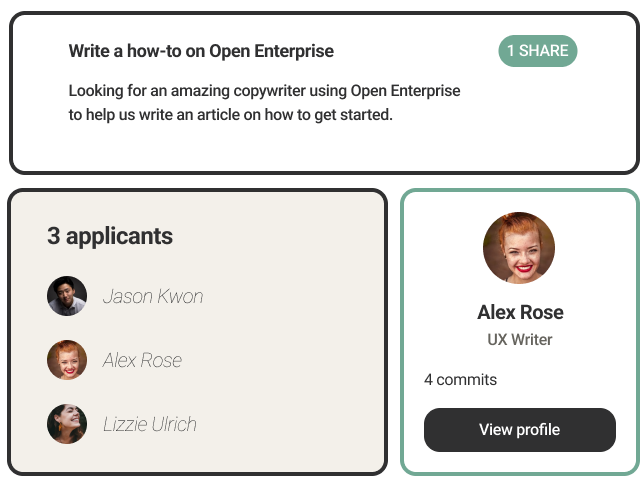 Write a how-to on Open Enterprise
1 SHARE
Looking for an amazing copywriter using Open Enterprise
to help us write an article on how to get started.
3 applicants
Jason Kwon
Alex Rose
Lizzie Ulrich
Alex Rose
UX Writer
4 commits
View profile